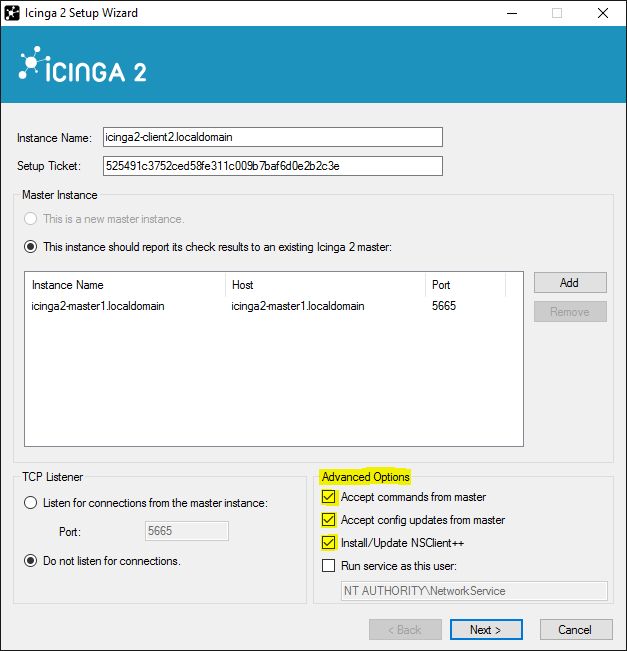 Icinga 2 Setup Wizard
ICINGA 2
Instance Name: icinga2-client2.localdomain
Setup Ticket: 525491c3752ced58fe311c009b7baf6d0e2b2c3e
Master Instance
This is a new master instance.
This instance should report its check results to an existing Icinga 2 master:
Instance Name Host Port
icinga2-master1.localdomain icinga2-master1.localdomain 5665
Add
Remove
TCP Listener
Listen for connections from the master instance:
Port: 5665
Do not listen for connections.
Advanced Options
Accept commands from master
Accept config updates from master
Install/Update NSClient++
Run service as this user:
NT AUTHORITY\NetworkService
< Back Next > Cancel